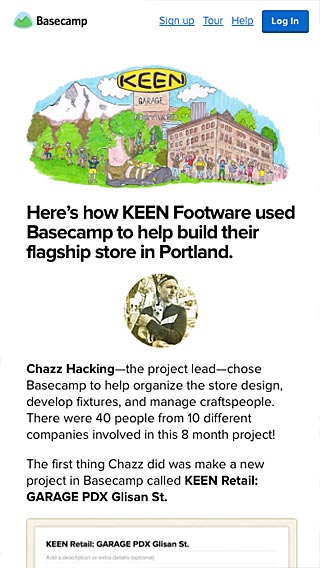 Basecamp
Sign up Tour Help Log In
KEEN
GARAGE
Here's how KEEN Footware used
Basecamp to help build their
flagship store in Portland.
Chazz Hacking—the project lead—chose
Basecamp to help organize the store design,
develop fixtures, and manage craftspeople.
There were 40 people from 10 different
companies involved in this 8 month project!
The first thing Chazz did was make a new
project in Basecamp called KEEN Retail:
GARAGE PDX Glisan St.
KEEN Retail: GARAGE PDX Glisan St.
Add a description or extra details (optional)